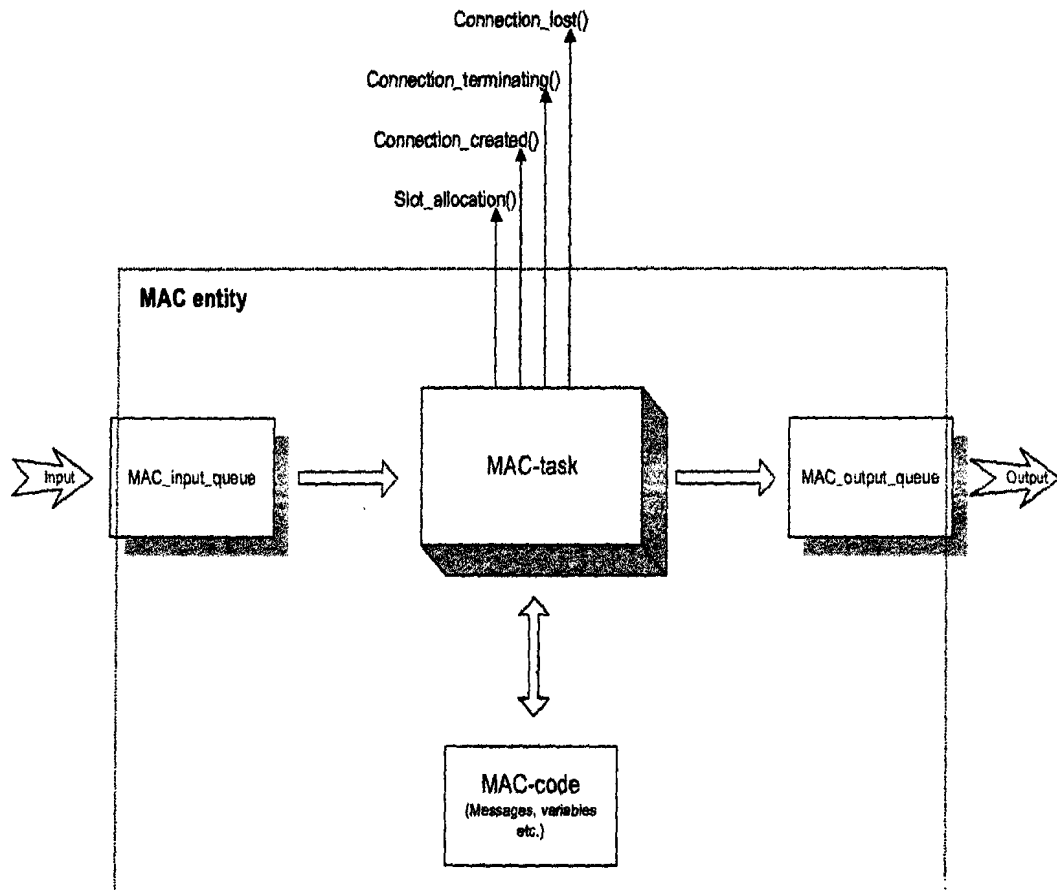 Connection_lost()
Connection_terminating()
Connection_created()
Slot_allocation()
MAC entity
Input
MAC_input_queue
MAC-task
MAC_output_queue
Output
MAC-code
(Messages, variables
etc.)